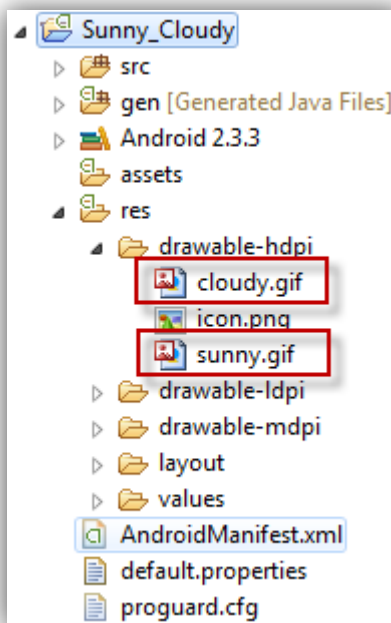 Sunny_Cloudy
src
gen [Generated Java Files]
Android 2.3.3
assets
res
drawable-hdpi
cloudy.gif
icon.png
sunny.gif
drawable-ldpi
drawable-mdpi
layout
values
AndroidManifest.xml
default.properties
proguard.cfg